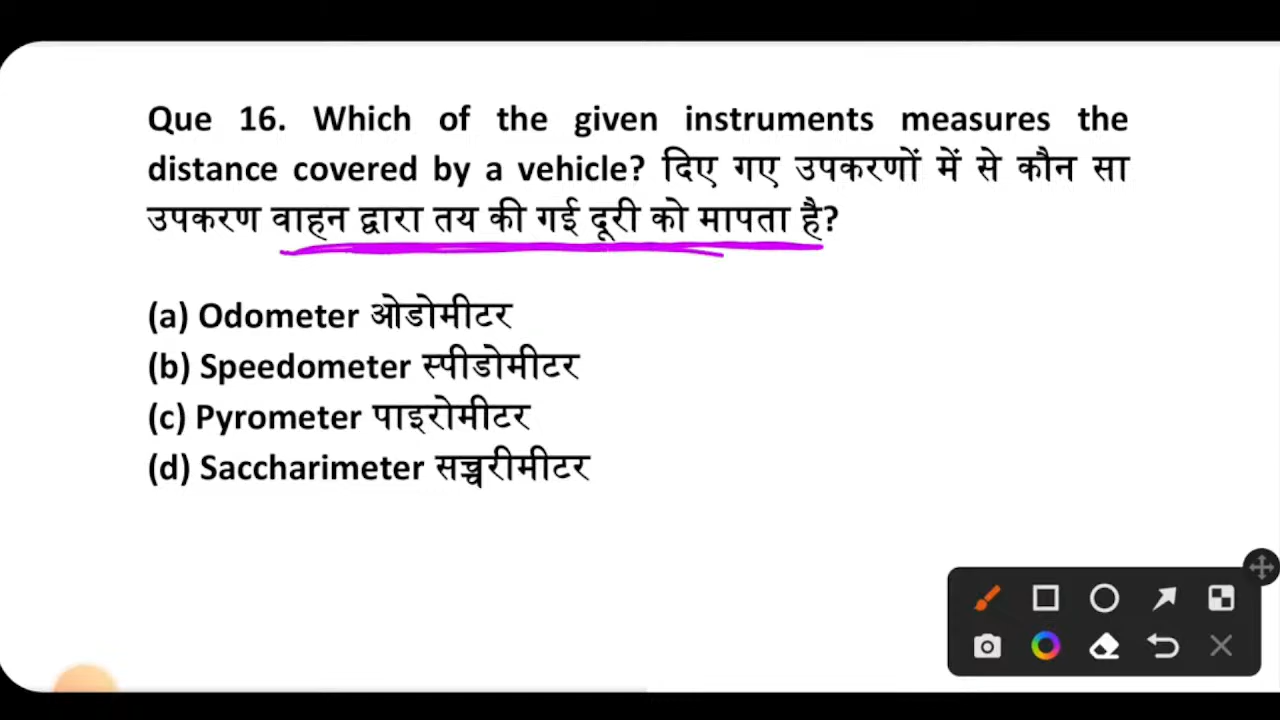 Que 16. Which of the given instruments measures the
distance covered by a vehicle? दिए गए उपकरणों में से कौन सा
उपकरण वाहन द्वारा तय की गई दूरी को मापता है?
(a) Odometer ओडोमीटर
(b) Speedometer स्पीडोमीटर
(c) Pyrometer पाइरोमीटर
(d) Saccharimeter सच्चरीमीटर